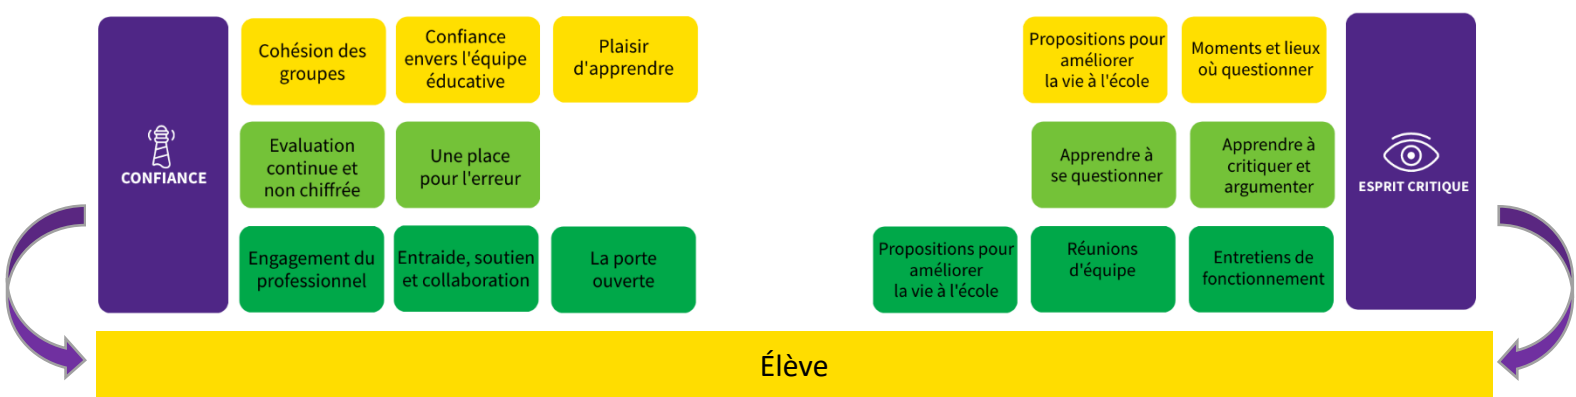 CONFIANCE
Cohésion des
groupes
Confiance
envers l'équipe
éducative
Plaisir
d'apprendre
Evaluation
continue et
non chiffrée
Une place
pour l'erreur
Engagement du
professionnel
Entraide, soutien
et collaboration
La porte
ouverte
Propositions pour
améliorer
la vie à l'école
Moments et lieux
où questionner
Apprendre à
se questionner
Apprendre à
critiquer et
argumenter
Propositions pour
améliorer
la vie à l'école
Réunions
d'équipe
Entretiens de
fonctionnement
ESPRIT CRITIQUE
Élève